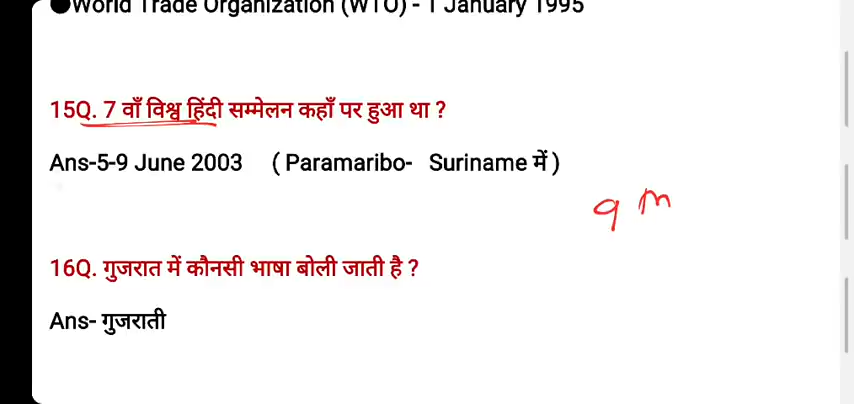 ●World Trade Organization (WTO) - 1 January 1995
15Q. 7 वाँ विश्व हिंदी सम्मेलन कहाँ पर हुआ था ?
Ans-5-9 June 2003 ( Paramaribo- Suriname में )
9 m
16Q. गुजरात में कौनसी भाषा बोली जाती है ?
Ans- गुजराती